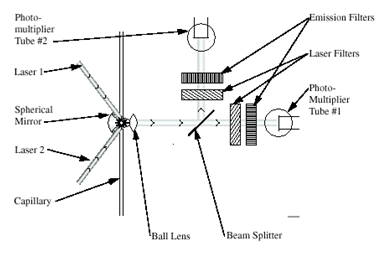 Photo-
multiplier
Tube #2
Emission Filters
Laser Filters
Laser 1
Photo-
Multiplier
Tube #1
Spherical
Mirror
Laser 2
Capillary
Ball Lens
Beam Splitter